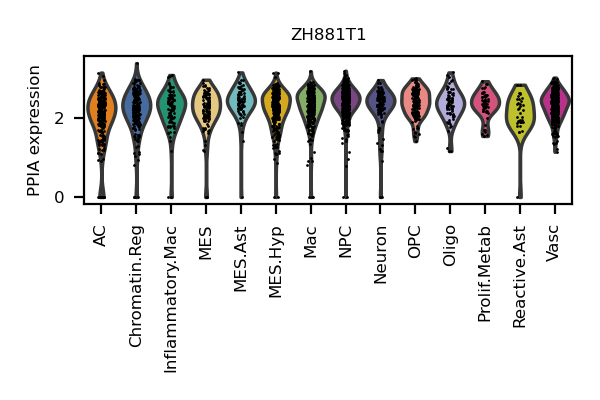 ZH881T1
PPIA expression
2
0
AC
Chromatin.Reg
Inflammatory.Mac
MES
MES.Ast
MES.Hyp
Mac
NPC
Neuron
OPC
Oligo
Prolif.Metab
Reactive.Ast
Vasc